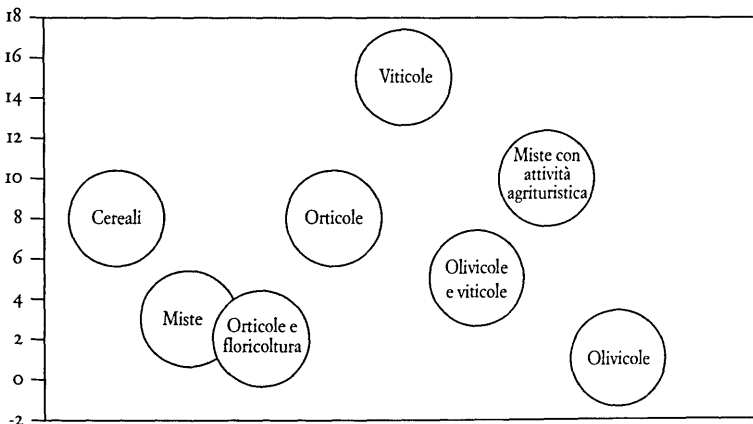 18
16
14
12
10
8
6
4
2
0
-2
Viticole
Miste con
attività
agrituristica
Cereali
Orticole
Olivicole
e viticole
Miste
Orticole e
floricoltura
Olivicole